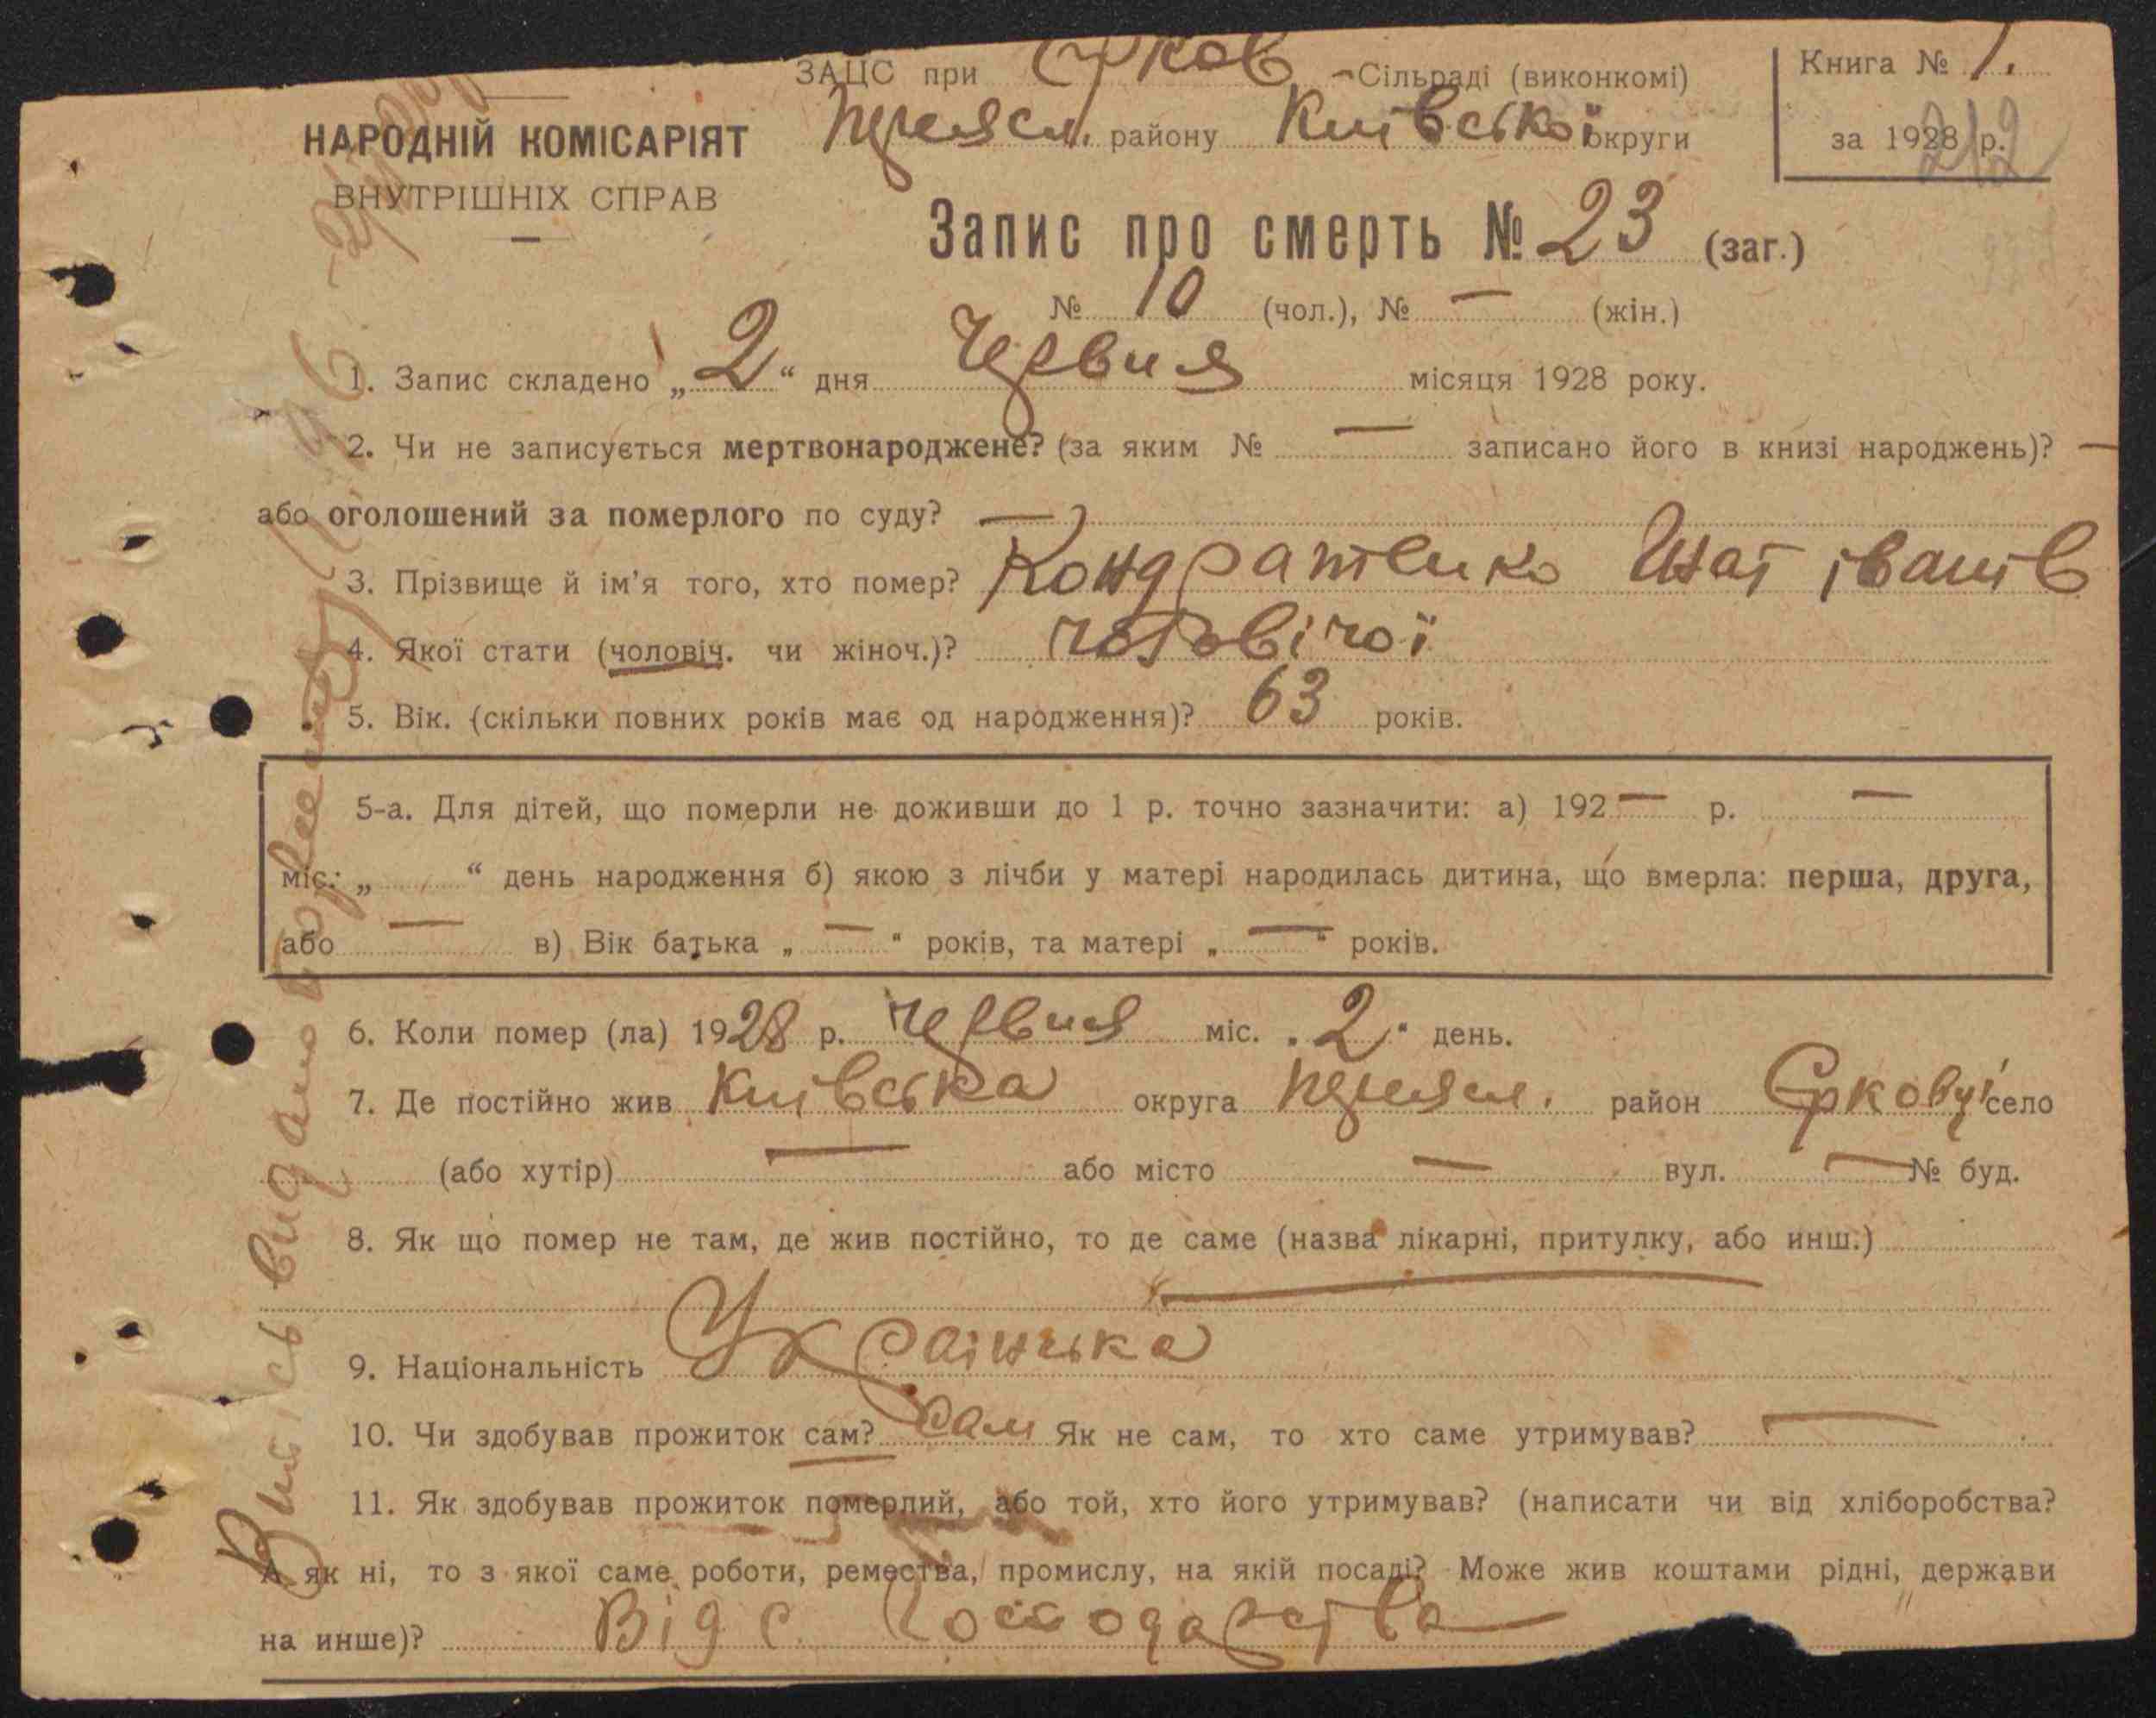 ЗАЦС при Єрков -Сільраді (виконкомі)
Книга № 1.
Переясл. району Київської округи
за 1928 р.
212
НАРОДНІЙ КОМІСАРІЯТ
ВНУТРІШНІХ СПРАВ
Запис про смерть № 23 (заг.)
№ 10 (чол.), № — (жін.)
1. Запис складено „2“ дня Червня місяця 1928 року.
2. Чи не записується мертвонароджене? (за яким № — записано його в книзі народжень)? —
або оголошений за померлого по суду? —
3. Прізвище й ім'я того, хто помер? Кондратенко Гнат івантв
4. Якої стати (чоловіч. чи жіноч.)? чоловічої
5. Вік. (скільки повних років має од народження)? 63 років.
5-а. Для дітей, що померли не доживши до 1 р. точно зазначити: а) 192— р. —
міс. „ “ день народження б) якою з лічби у матері народилась дитина, що вмерла: перша, друга,
або — в) Вік батька „—“ років, та матері „—“ років.
6. Коли помер (ла) 1928 р. червня міс. „2“ день.
7. Де постійно жив Київська округа Переясл. район Єрковці село
(або хутір) — або місто — вул. — № буд.
8. Як що помер не там, де жив постійно, то де саме (назва лікарні, притулку, або инш.)
—
9. Національність Українська
10. Чи здобував прожиток сам? сам Як не сам, то хто саме утримував? —
11. Як здобував прожиток померлий, або той, хто його утримував? (написати чи від хліборобства?
А як ні, то з якої саме роботи, ремества, промислу, на якій посаді? Може жив коштами рідні, держави
на инше)? Від с. господарства
Витісь видано